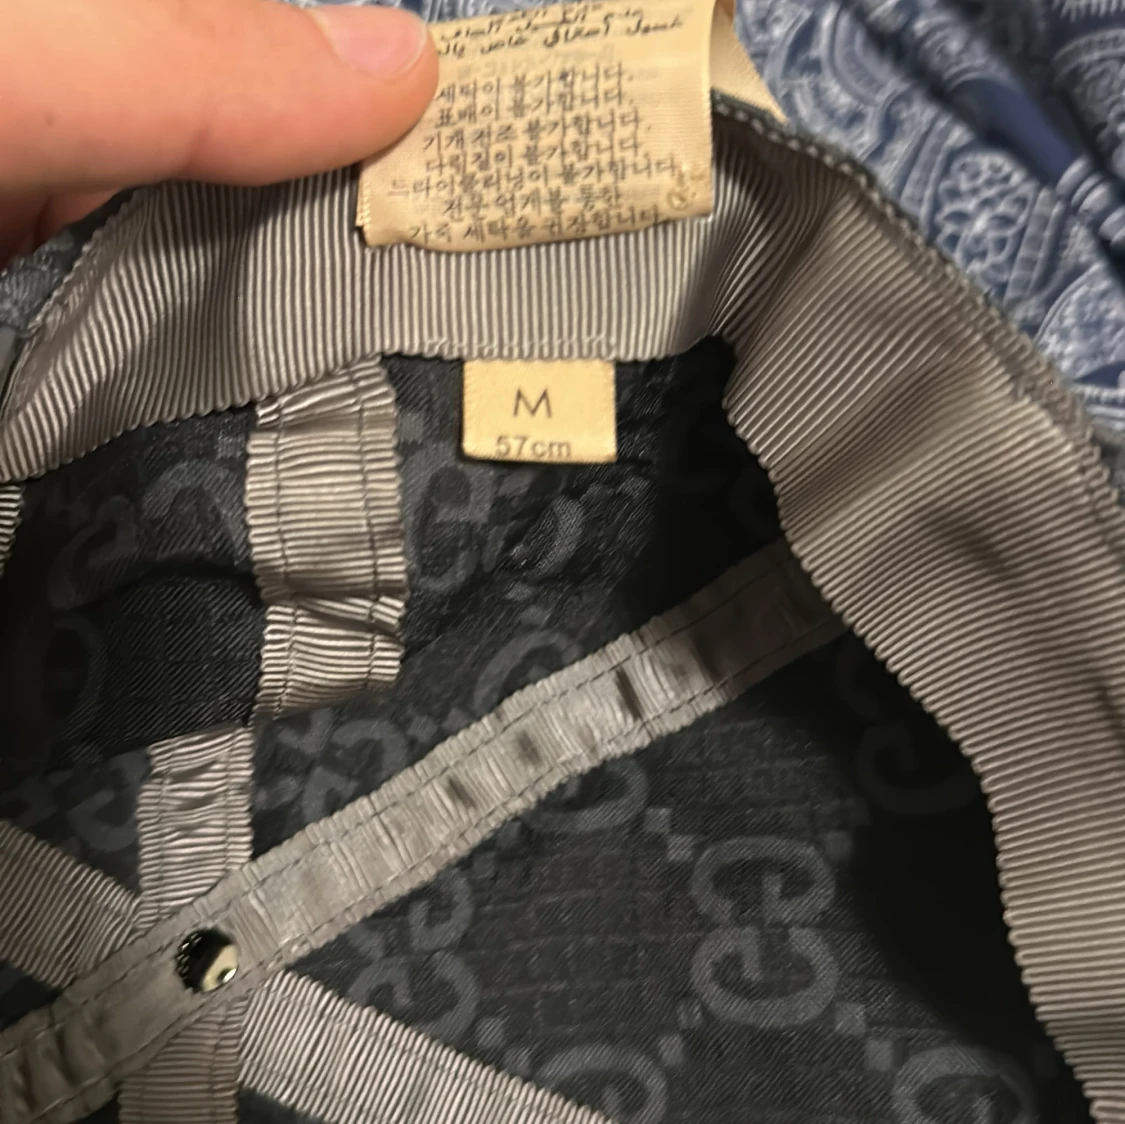 세탁이 불가합니다.
표백이 불가합니다.
기계 건조 불가합니다.
다림질이 불가합니다.
드라이클리닝이 불가합니다.
전문 업계를 통한
가죽 세탁을 권장합니다.
M
57cm